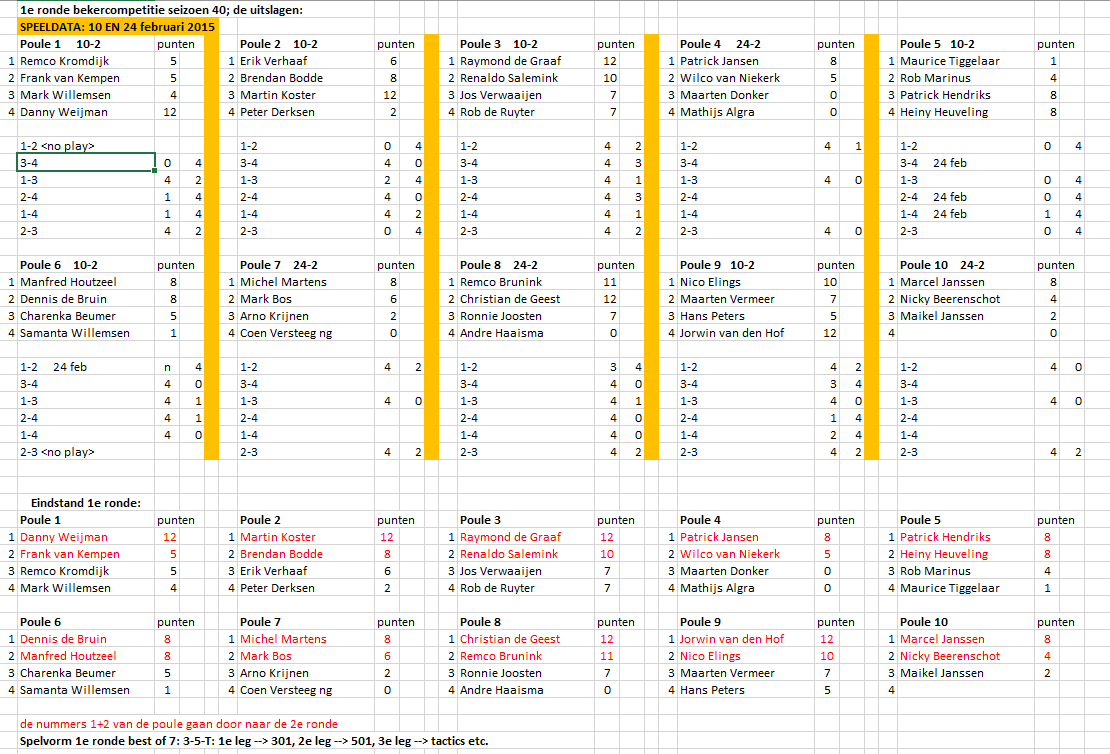 1e ronde bekercompetitie seizoen 40; de uitslagen:
SPEELDATA: 10 EN 24 februari 2015
Poule 1 10-2 punten Poule 2 10-2 punten Poule 3 10-2 punten Poule 4 24-2 punten Poule 5 10-2 punten
1 Remco Kromdijk 5 1 Erik Verhaaf 6 1 Raymond de Graaf 12 1 Patrick Jansen 8 1 Maurice Tiggelaar 1
2 Frank van Kempen 5 2 Brendan Bodde 8 2 Renaldo Salemink 10 2 Wilco van Niekerk 5 2 Rob Marinus 4
3 Mark Willemsen 4 3 Martin Koster 12 3 Jos Verwaaijen 7 3 Maarten Donker 0 3 Patrick Hendriks 8
4 Danny Weijman 12 4 Peter Derksen 2 4 Rob de Ruyter 7 4 Mathijs Algra 0 4 Heiny Heuveling 8
1-2 <no play> 1-2 0 4 1-2 4 2 1-2 4 1 1-2 0 4
3-4 0 4 3-4 4 0 3-4 4 3 3-4 3-4 24 feb
1-3 4 2 1-3 2 4 1-3 4 1 1-3 4 0 1-3 0 4
2-4 1 4 2-4 4 0 2-4 4 3 2-4 2-4 24 feb 0 4
1-4 1 4 1-4 4 2 1-4 4 1 1-4 1-4 24 feb 1 4
2-3 4 2 2-3 0 4 2-3 4 2 2-3 4 0 2-3 0 4
Poule 6 10-2 punten Poule 7 24-2 punten Poule 8 24-2 punten Poule 9 10-2 punten Poule 10 24-2 punten
1 Manfred Houtzeel 8 1 Michel Martens 8 1 Remco Brunink 11 1 Nico Elings 10 1 Marcel Janssen 8
2 Dennis de Bruin 8 2 Mark Bos 6 2 Christian de Geest 12 2 Maarten Vermeer 7 2 Nicky Beerenschot 4
3 Charenka Beumer 5 3 Arno Krijnen 2 3 Ronnie Joosten 7 3 Hans Peters 5 3 Maikel Janssen 2
4 Samanta Willemsen 1 4 Coen Versteeg ng 0 4 Andre Haaisma 0 4 Jorwin van den Hof 12 4 0
1-2 24 feb n 4 1-2 4 2 1-2 3 4 1-2 4 2 1-2 4 0
3-4 4 0 3-4 3-4 4 0 3-4 3 4 3-4
1-3 4 1 1-3 4 0 1-3 4 1 1-3 4 0 1-3 4 0
2-4 4 1 2-4 2-4 4 0 2-4 1 4 2-4
1-4 4 0 1-4 1-4 4 0 1-4 2 4 1-4
2-3 <no play> 2-3 4 2 2-3 4 2 2-3 4 2 2-3 4 2
Eindstand 1e ronde:
Poule 1 punten Poule 2 punten Poule 3 punten Poule 4 punten Poule 5 punten
1 Danny Weijman 12 1 Martin Koster 12 1 Raymond de Graaf 12 1 Patrick Jansen 8 1 Patrick Hendriks 8
2 Frank van Kempen 5 2 Brendan Bodde 8 2 Renaldo Salemink 10 2 Wilco van Niekerk 5 2 Heiny Heuveling 8
3 Remco Kromdijk 5 3 Erik Verhaaf 6 3 Jos Verwaaijen 7 3 Maarten Donker 0 3 Rob Marinus 4
4 Mark Willemsen 4 4 Peter Derksen 2 4 Rob de Ruyter 7 4 Mathijs Algra 0 4 Maurice Tiggelaar 1
Poule 6 punten Poule 7 punten Poule 8 punten Poule 9 punten Poule 10 punten
1 Dennis de Bruin 8 1 Michel Martens 8 1 Christian de Geest 12 1 Jorwin van den Hof 12 1 Marcel Janssen 8
2 Manfred Houtzeel 8 2 Mark Bos 6 2 Remco Brunink 11 2 Nico Elings 10 2 Nicky Beerenschot 4
3 Charenka Beumer 5 3 Arno Krijnen 2 3 Ronnie Joosten 7 3 Maarten Vermeer 7 3 Maikel Janssen 2
4 Samanta Willemsen 1 4 Coen Versteeg ng 0 4 Andre Haaisma 0 4 Hans Peters 5 4
de nummers 1+2 van de poule gaan door naar de 2e ronde
Spelvorm 1e ronde best of 7: 3-5-T: 1e leg --> 301, 2e leg --> 501, 3e leg --> tactics etc.